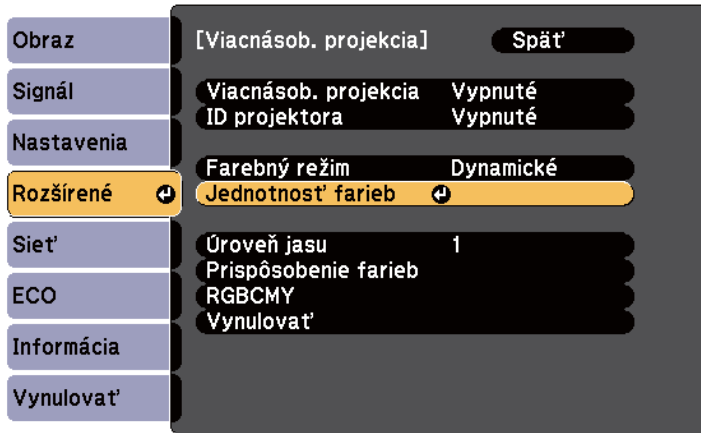 Obraz
Signál
Nastavenia
Rozšírené
Sieť
ECO
Informácia
Vynulovať
[Viacnásob. projekcia] Späť
Viacnásob. projekcia Vypnuté
ID projektora Vypnuté
Farebný režim Dynamické
Jednotnosť farieb
Úroveň jasu 1
Prispôsobenie farieb
RGBCMY
Vynulovať